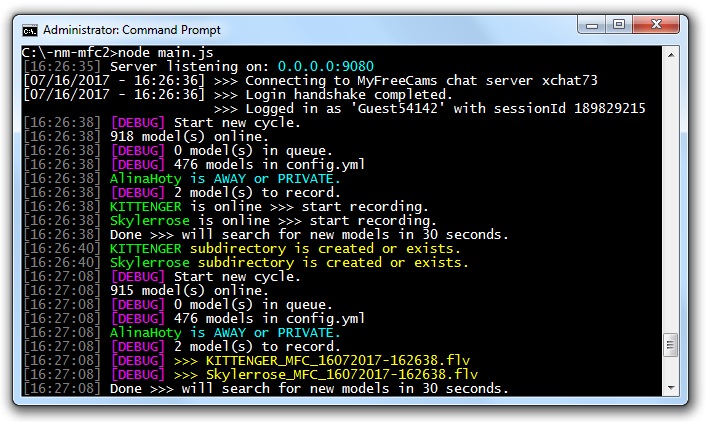 Administrator: Command Prompt
C:\-nm-mfc2>node main.js
[16:26:35] Server listening on: 0.0.0.0:9080
[07/16/2017 - 16:26:36] >>> Connecting to MyFreeCams chat server xchat73
[07/16/2017 - 16:26:36] >>> Login handshake completed.
>>> Logged in as 'Guest54142' with sessionId 189829215
[16:26:38] [DEBUG] Start new cycle.
[16:26:38] 918 model(s) online.
[16:26:38] [DEBUG] 0 model(s) in queue.
[16:26:38] [DEBUG] 476 models in config.yml
[16:26:38] AlinaHoty is AWAY or PRIVATE.
[16:26:38] [DEBUG] 2 model(s) to record.
[16:26:38] KITTENGER is online >>> start recording.
[16:26:38] Skylerrose is online >>> start recording.
[16:26:38] Done >>> will search for new models in 30 seconds.
[16:26:40] KITTENGER subdirectory is created or exists.
[16:26:40] Skylerrose subdirectory is created or exists.
[16:27:08] [DEBUG] Start new cycle.
[16:27:08] 915 model(s) online.
[16:27:08] [DEBUG] 0 model(s) in queue.
[16:27:08] [DEBUG] 476 models in config.yml
[16:27:08] AlinaHoty is AWAY or PRIVATE.
[16:27:08] [DEBUG] 2 model(s) to record.
[16:27:08] [DEBUG] >>> KITTENGER_MFC_16072017-162638.flv
[16:27:08] [DEBUG] >>> Skylerrose_MFC_16072017-162638.flv
[16:27:08] Done >>> will search for new models in 30 seconds.